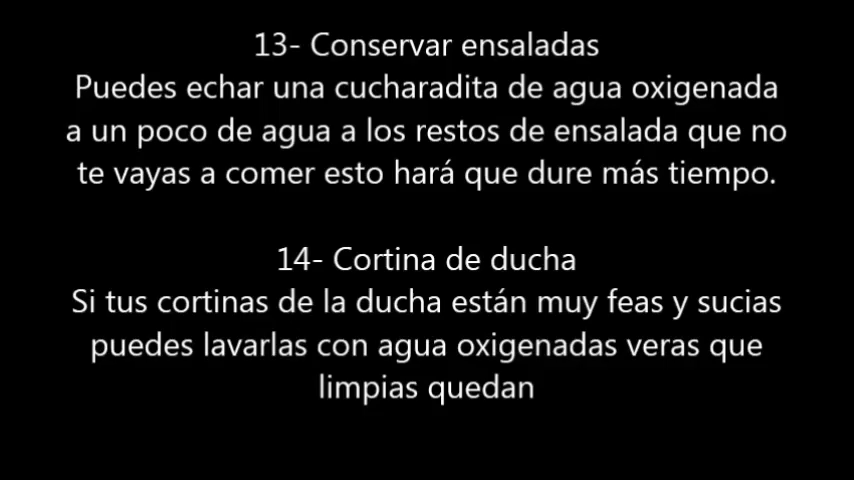 13- Conservar ensaladas
Puedes echar una cucharadita de agua oxigenada
a un poco de agua a los restos de ensalada que no
te vayas a comer esto hará que dure más tiempo.
14- Cortina de ducha
Si tus cortinas de la ducha están muy feas y sucias
puedes lavarlas con agua oxigenadas veras que
limpias quedan